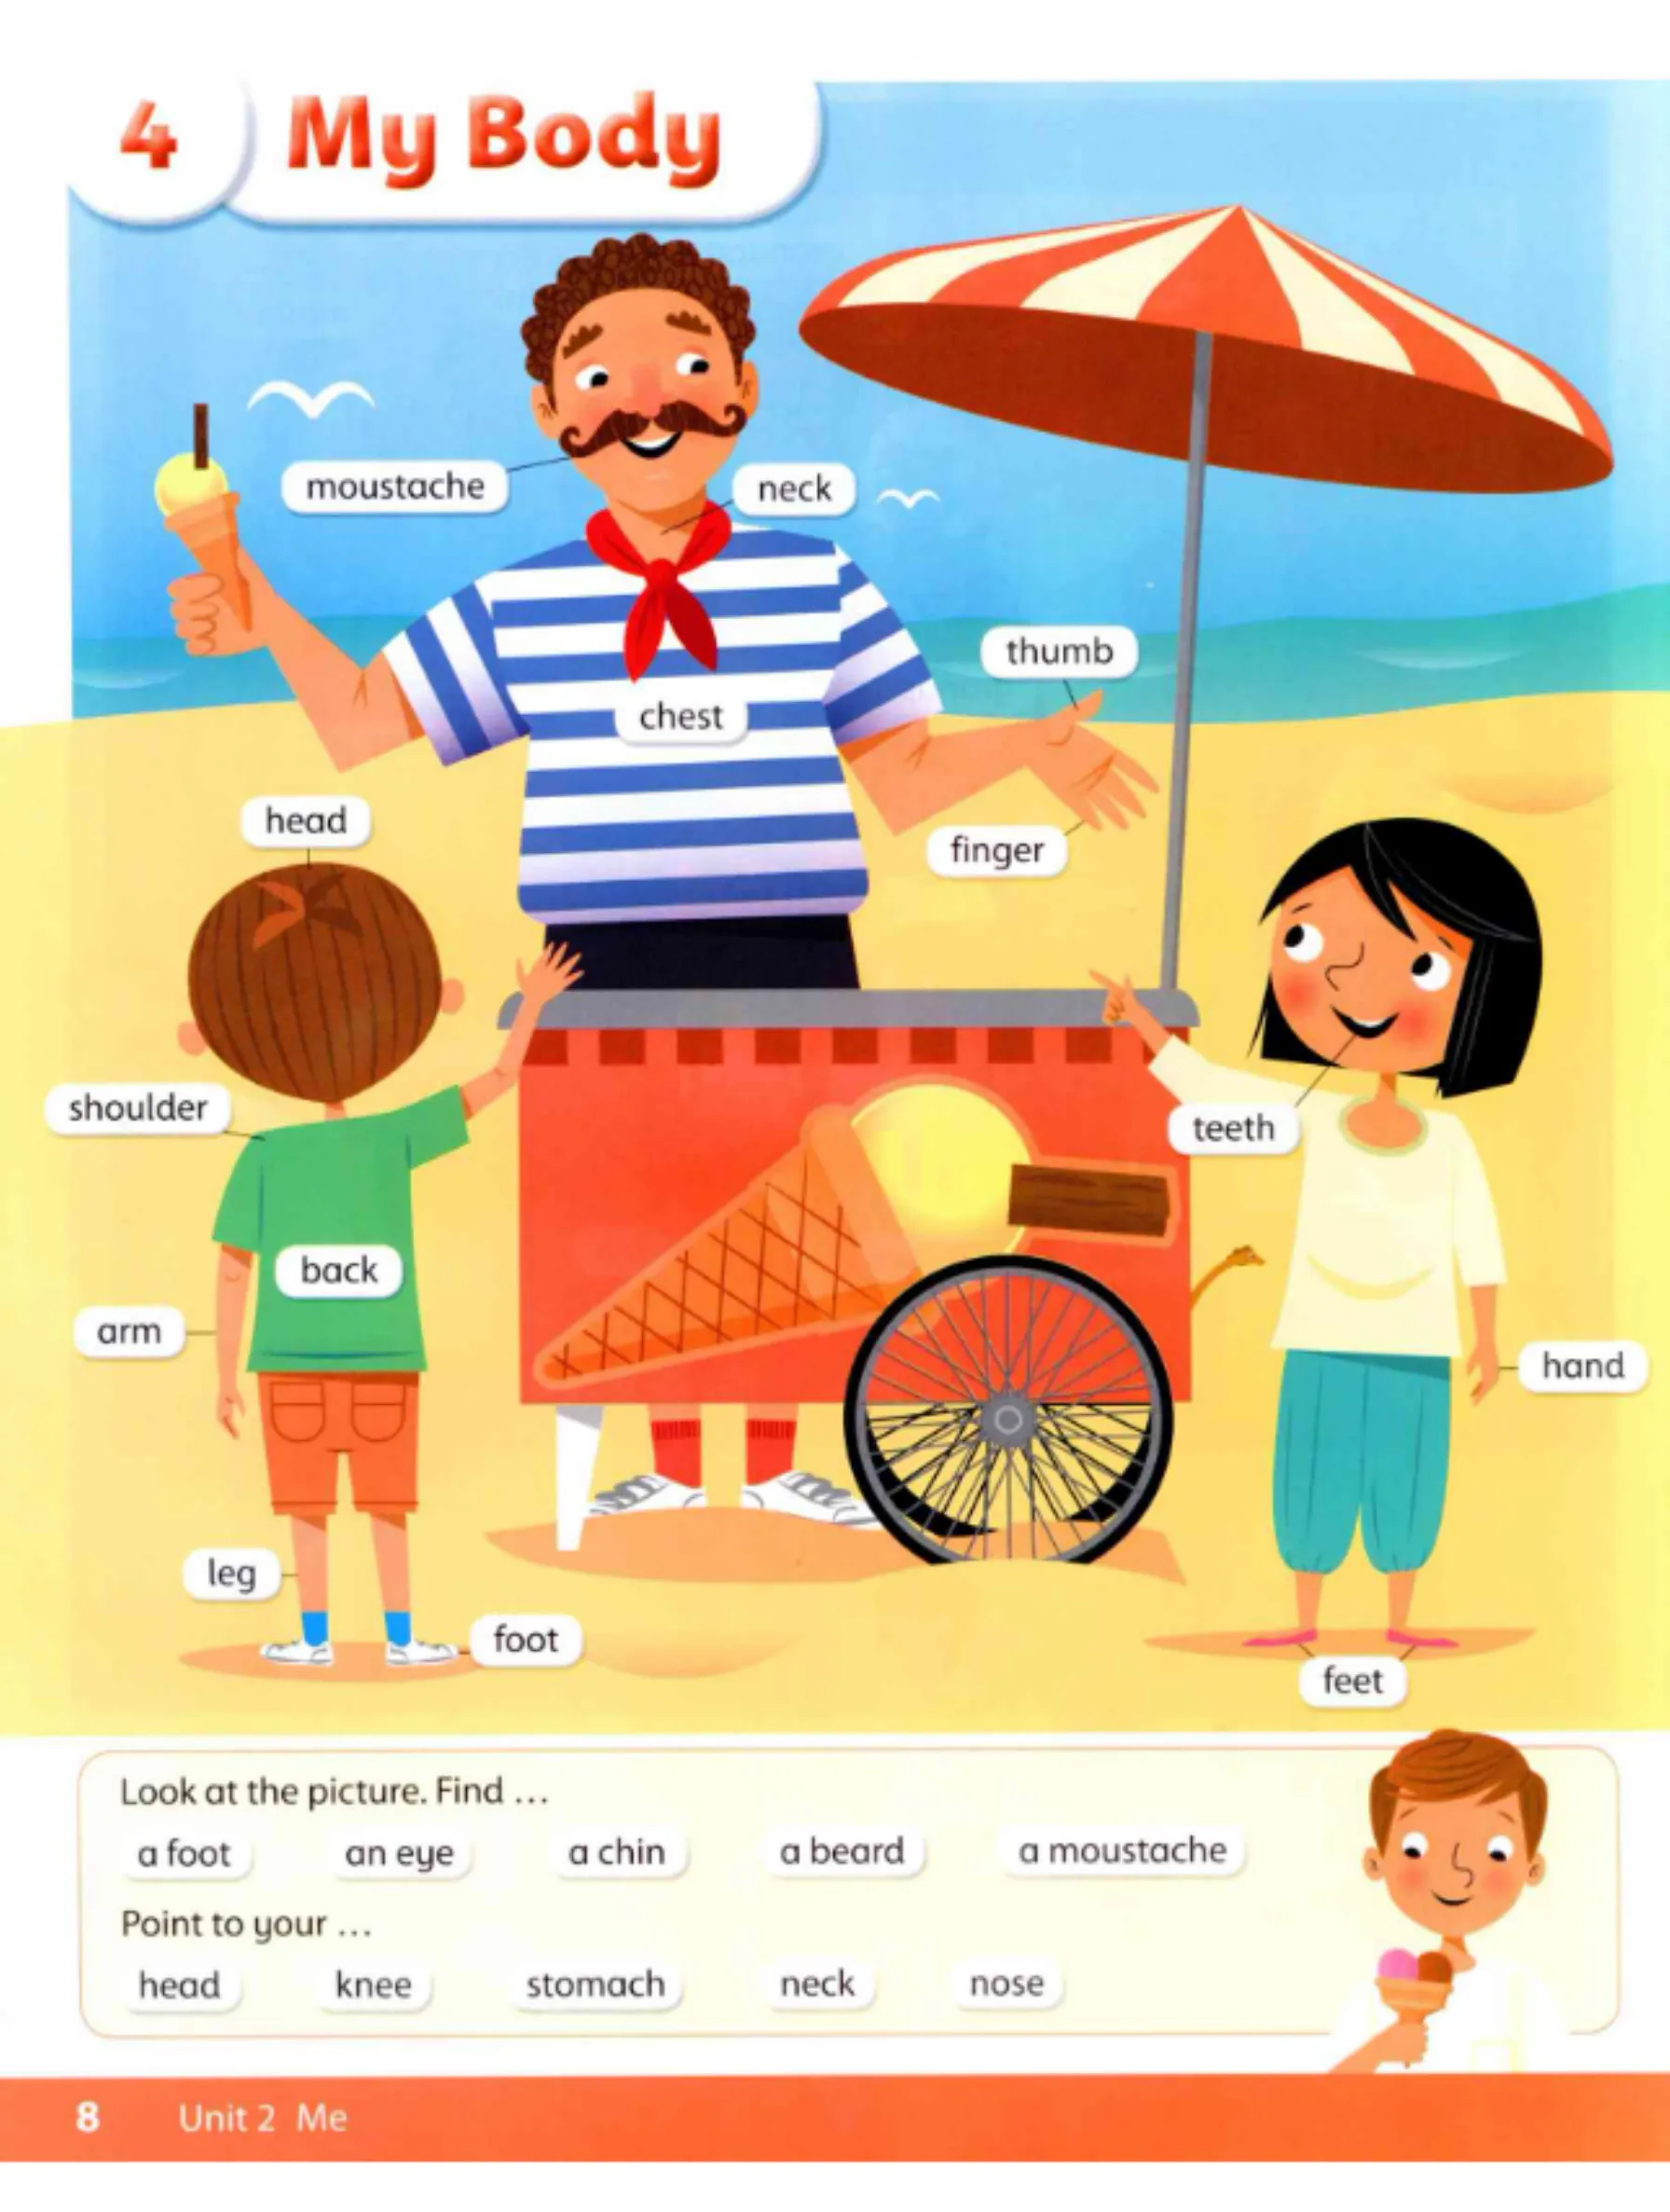 4 My Body
moustache
neck
thumb
chest
head
finger
shoulder
teeth
back
arm
hand
leg
foot
feet
Look at the picture. Find ...
a foot an eye a chin a beard a moustache
Point to your ...
head knee stomach neck nose
8 Unit 2 Me